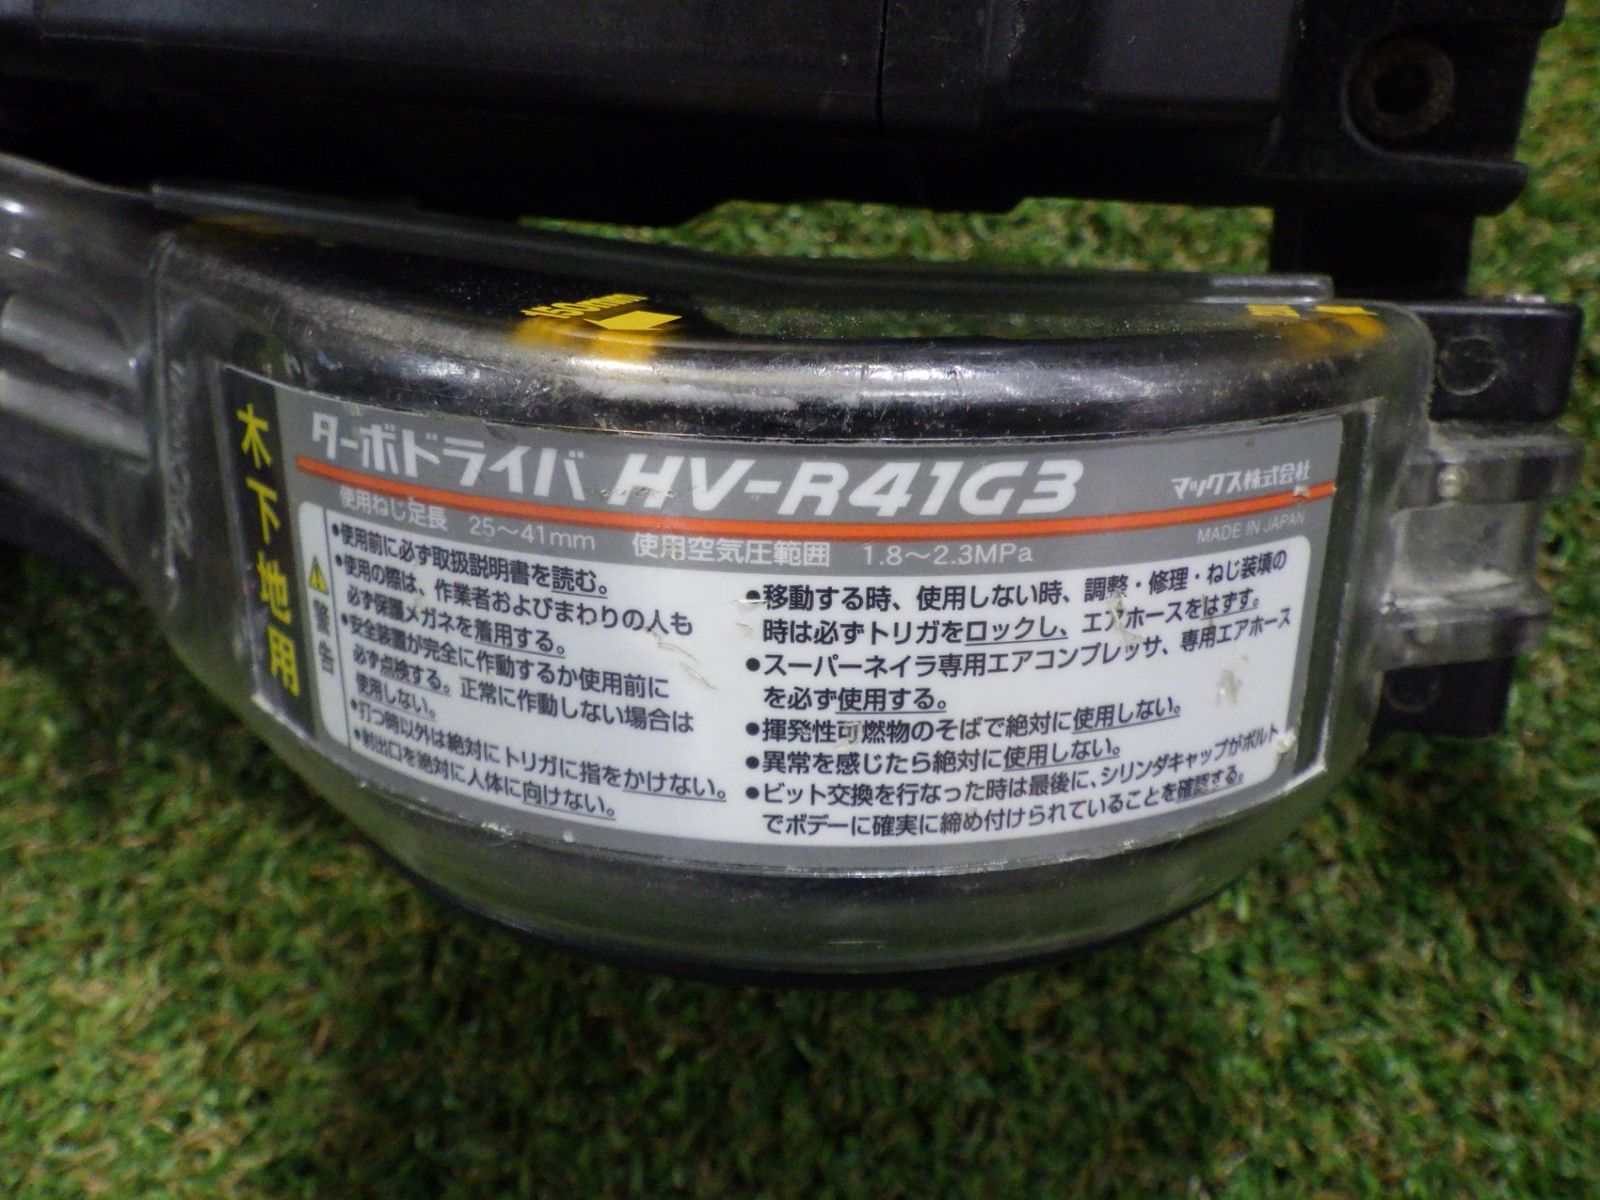 150mm
木下地用
ターボドライバ HV-R41G3 マックス株式会社
使用ねじ足長 25〜41mm 使用空気圧範囲 1.8〜2.3MPa MADE IN JAPAN
警告
●使用前に必ず取扱説明書を読む。
●使用の際は、作業者およびまわりの人も
必ず保護メガネを着用する。
●安全装置が完全に作動するか使用前に
必ず点検する。正常に作動しない場合は
使用しない。
●打つ時以外は絶対にトリガに指をかけない。
●射出口を絶対に人体に向けない。
●移動する時、使用しない時、調整・修理・ねじ装填の
時は必ずトリガをロックし、エアホースをはずす。
●スーパーネイラ専用エアコンプレッサ、専用エアホース
を必ず使用する。
●揮発性可燃物のそばで絶対に使用しない。
●異常を感じたら絶対に使用しない。
●ビット交換を行なった時は最後に、シリンダキャップがボルト
でボデーに確実に締め付けられていることを確認する。